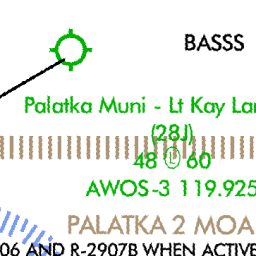 BASSS
Palatka Muni - Lt Kay Lar
(28J)
48 Ⓛ 60
AWOS-3 119.925
PALATKA 2 MOA
06 AND R-2907B WHEN ACTIVE